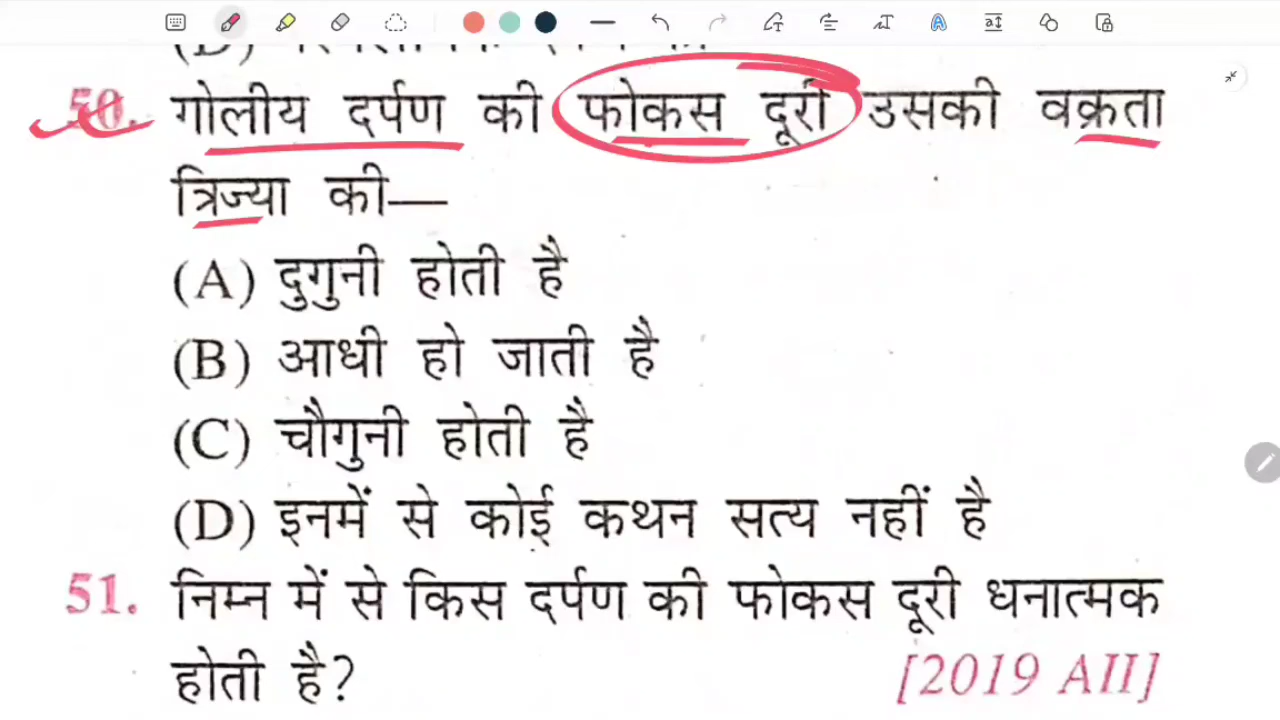 50. गोलीय दर्पण की फोकस दूरी उसकी वक्रता
त्रिज्या की—
(A) दुगुनी होती है
(B) आधी हो जाती है
(C) चौगुनी होती है
(D) इनमें से कोई कथन सत्य नहीं है
51. निम्न में से किस दर्पण की फोकस दूरी धनात्मक
होती है? [2019 AII]